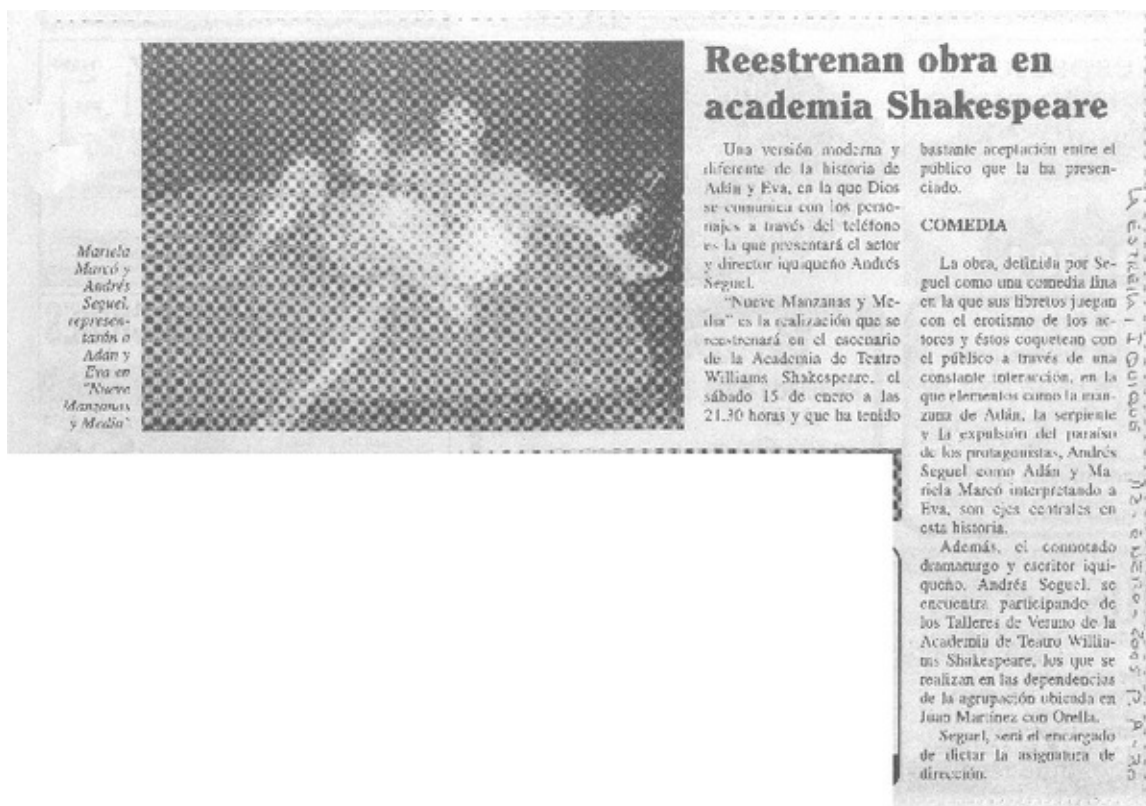 Reestrenan obra en
academia Shakespeare
Mariela
Marcó y
Andrés
Seguel,
represen-
tarán a
Adán y
Eva en
"Nueve
Manzanas
y Media"
Una versión moderna y
diferente de la historia de
Adán y Eva, en la que Dios
se comunica con los perso-
najes a través del teléfono
es la que presentará el actor
y director iquiqueño Andrés
Seguel.
"Nueve Manzanas y Me-
dia" es la realización que se
reestrenará en el escenario
de la Academia de Teatro
Williams Shakespeare, el
sábado 15 de enero a las
21.30 horas y que ha tenido
bastante aceptación entre el
público que la ha presen-
ciado.
COMEDIA
La obra, definida por Se-
guel como una comedia fina
en la que sus libretos juegan
con el erotismo de los ac-
tores y éstos coquetean con
el público a través de una
constante interacción, en la
que elementos como la man-
zana de Adán, la serpiente
y la expulsión del paraíso
de los protagonistas, Andrés
Seguel como Adán y Ma
riela Marcó interpretando a
Eva, son ejes centrales en
esta historia.
Además, el connotado
dramaturgo y escritor iqui-
queño, Andrés Seguel, se
encuentra participando de
los Talleres de Verano de la
Academia de Teatro Willia-
ms Shakespeare, los que se
realizan en las dependencias
de la agrupación ubicada en
Juan Martínez con Orella.
Seguel, será el encargado
de dictar la asignatura de
dirección.